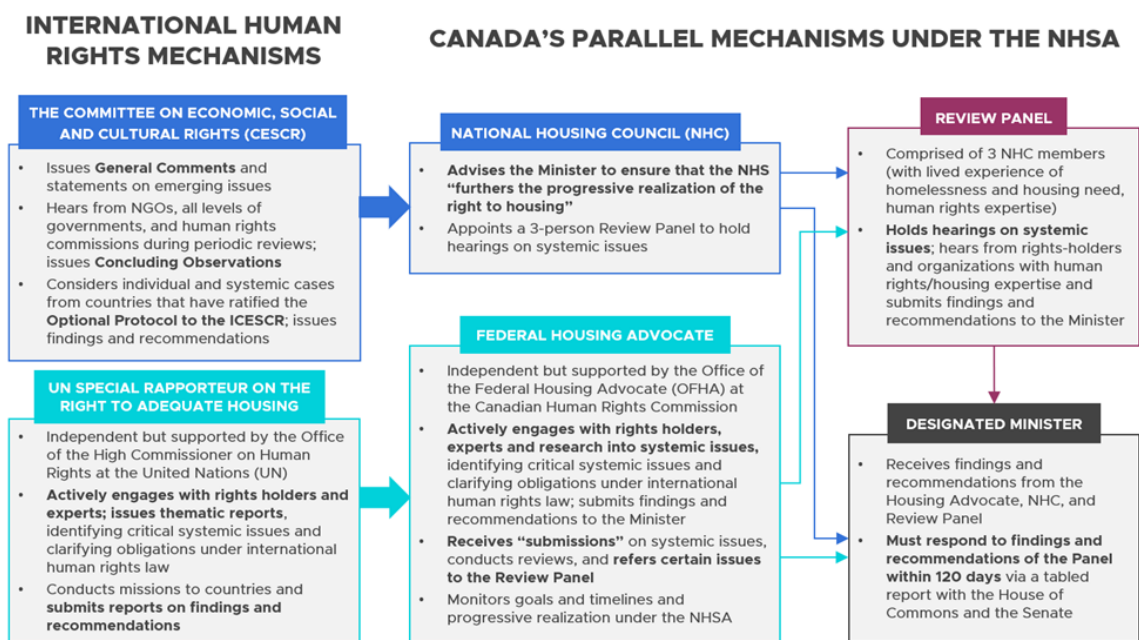 INTERNATIONAL HUMAN
RIGHTS MECHANISMS
CANADA'S PARALLEL MECHANISMS UNDER THE NHSA
THE COMMITTEE ON ECONOMIC, SOCIAL
AND CULTURAL RIGHTS (CESCR)
• Issues General Comments and
statements on emerging issues
• Hears from NGOs, all levels of
governments, and human rights
commissions during periodic reviews;
issues Concluding Observations
• Considers individual and systemic cases
from countries that have ratified the
Optional Protocol to the ICESCR; issues
findings and recommendations
UN SPECIAL RAPPORTEUR ON THE
RIGHT TO ADEQUATE HOUSING
• Independent but supported by the Office
of the High Commissioner on Human
Rights at the United Nations (UN)
• Actively engages with rights holders and
experts; issues thematic reports,
identifying critical systemic issues and
clarifying obligations under international
human rights law
• Conducts missions to countries and
submits reports on findings and
recommendations
NATIONAL HOUSING COUNCIL (NHC)
• Advises the Minister to ensure that the NHS
“furthers the progressive realization of the
right to housing”
• Appoints a 3-person Review Panel to hold
hearings on systemic issues
FEDERAL HOUSING ADVOCATE
• Independent but supported by the Office of
the Federal Housing Advocate (OFHA) at
the Canadian Human Rights Commission
• Actively engages with rights holders,
experts and research into systemic issues,
identifying critical systemic issues and
clarifying obligations under international
human rights law; submits findings and
recommendations to the Minister
• Receives “submissions” on systemic issues,
conducts reviews, and refers certain issues
to the Review Panel
• Monitors goals and timelines and
progressive realization under the NHSA
REVIEW PANEL
• Comprised of 3 NHC members
(with lived experience of
homelessness and housing need,
human rights expertise)
• Holds hearings on systemic
issues; hears from rights-holders
and organizations with human
rights/housing expertise and
submits findings and
recommendations to the Minister
DESIGNATED MINISTER
• Receives findings and
recommendations from the
Housing Advocate, NHC, and
Review Panel
• Must respond to findings and
recommendations of the Panel
within 120 days via a tabled
report with the House of
Commons and the Senate